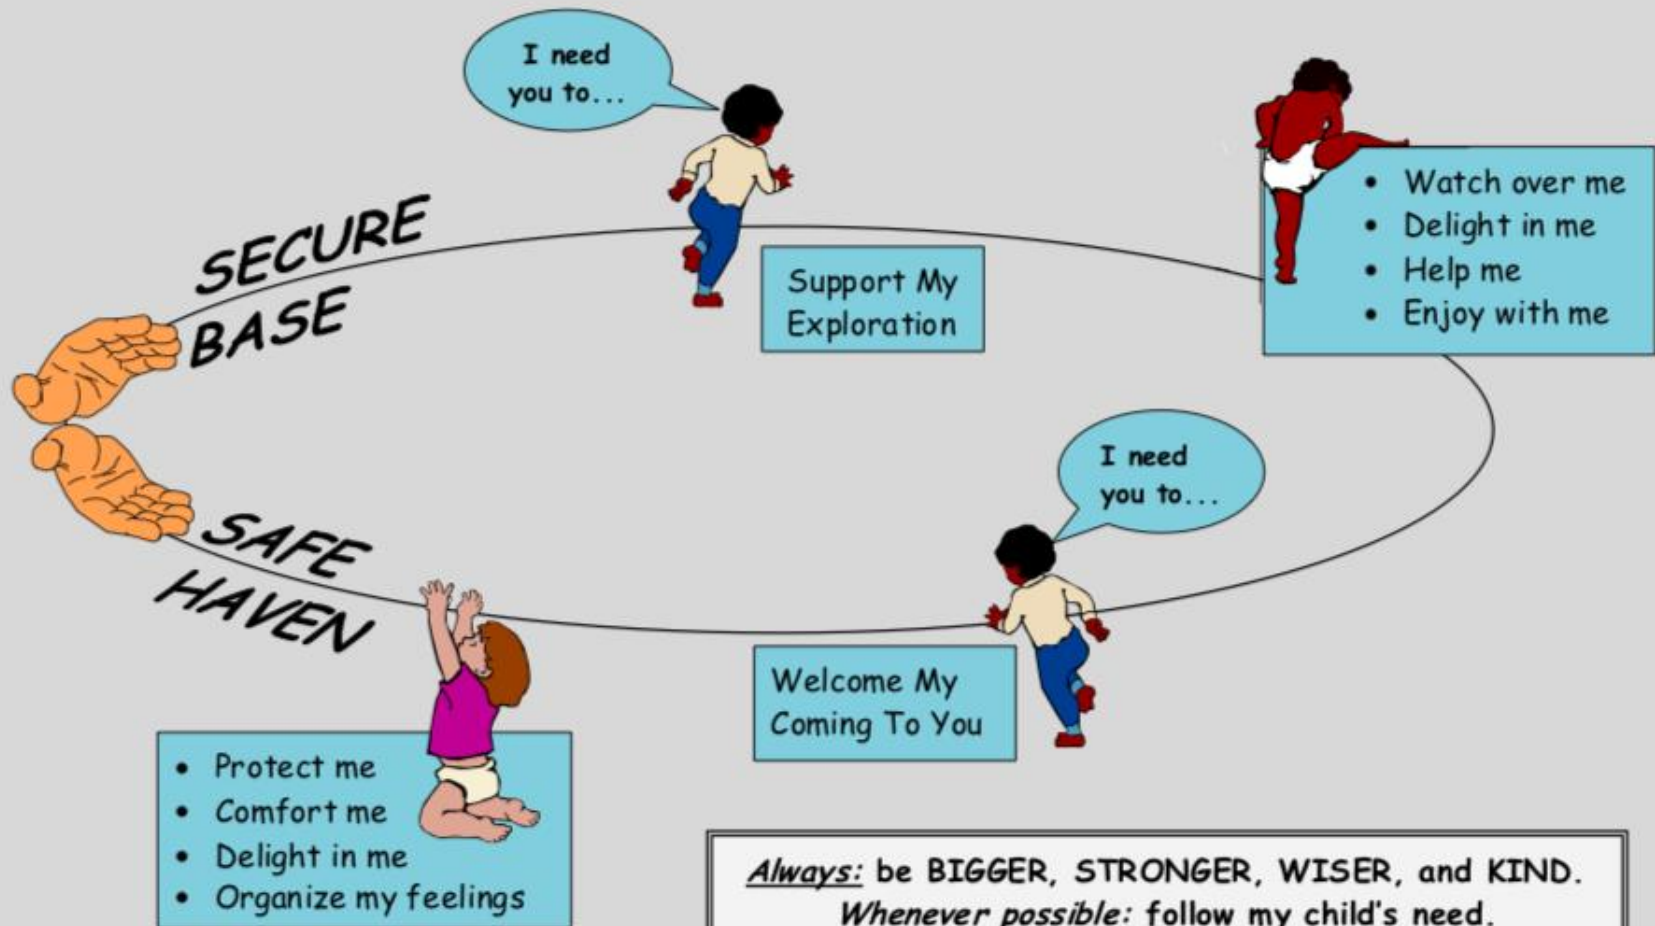 I need
you to...
SECURE
BASE
Support My
Exploration
• Watch over me
• Delight in me
• Help me
• Enjoy with me
I need
you to...
SAFE
HAVEN
Welcome My
Coming To You
• Protect me
• Comfort me
• Delight in me
• Organize my feelings
Always: be BIGGER, STRONGER, WISER, and KIND.
Whenever possible: follow my child's need.